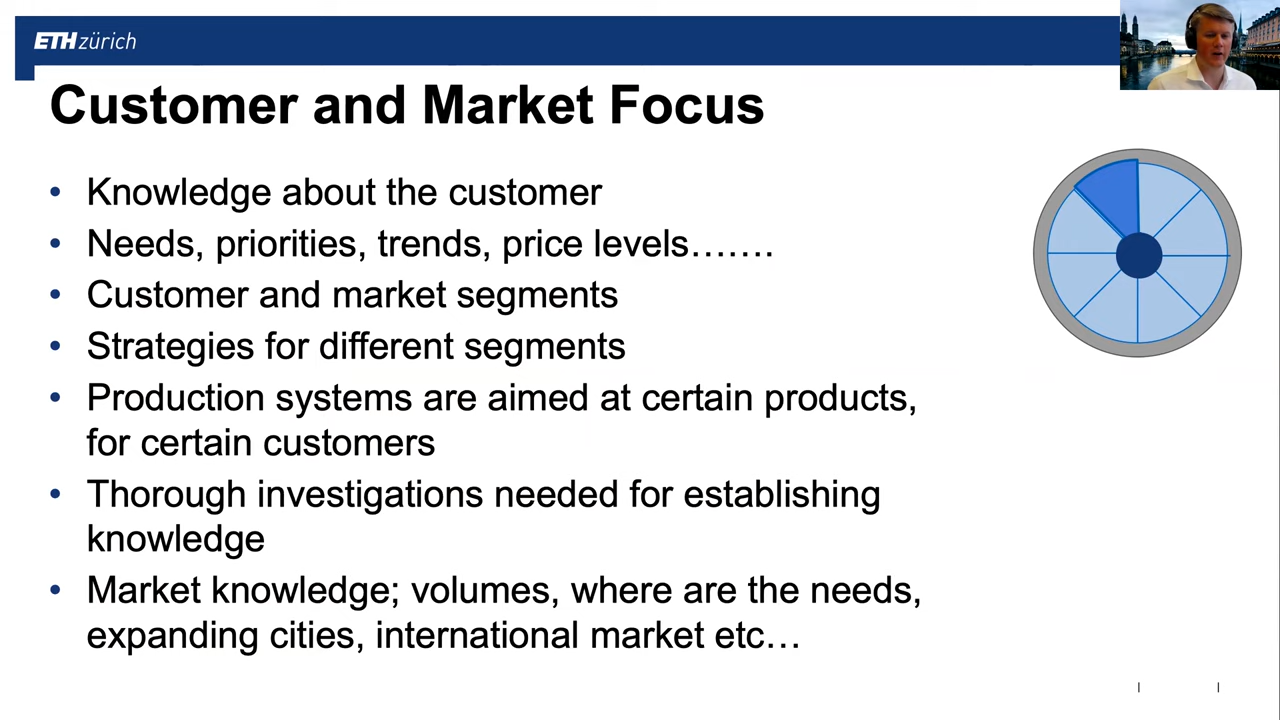 ETH zürich
Customer and Market Focus
• Knowledge about the customer
• Needs, priorities, trends, price levels…….
• Customer and market segments
• Strategies for different segments
• Production systems are aimed at certain products,
for certain customers
• Thorough investigations needed for establishing
knowledge
• Market knowledge; volumes, where are the needs,
expanding cities, international market etc…